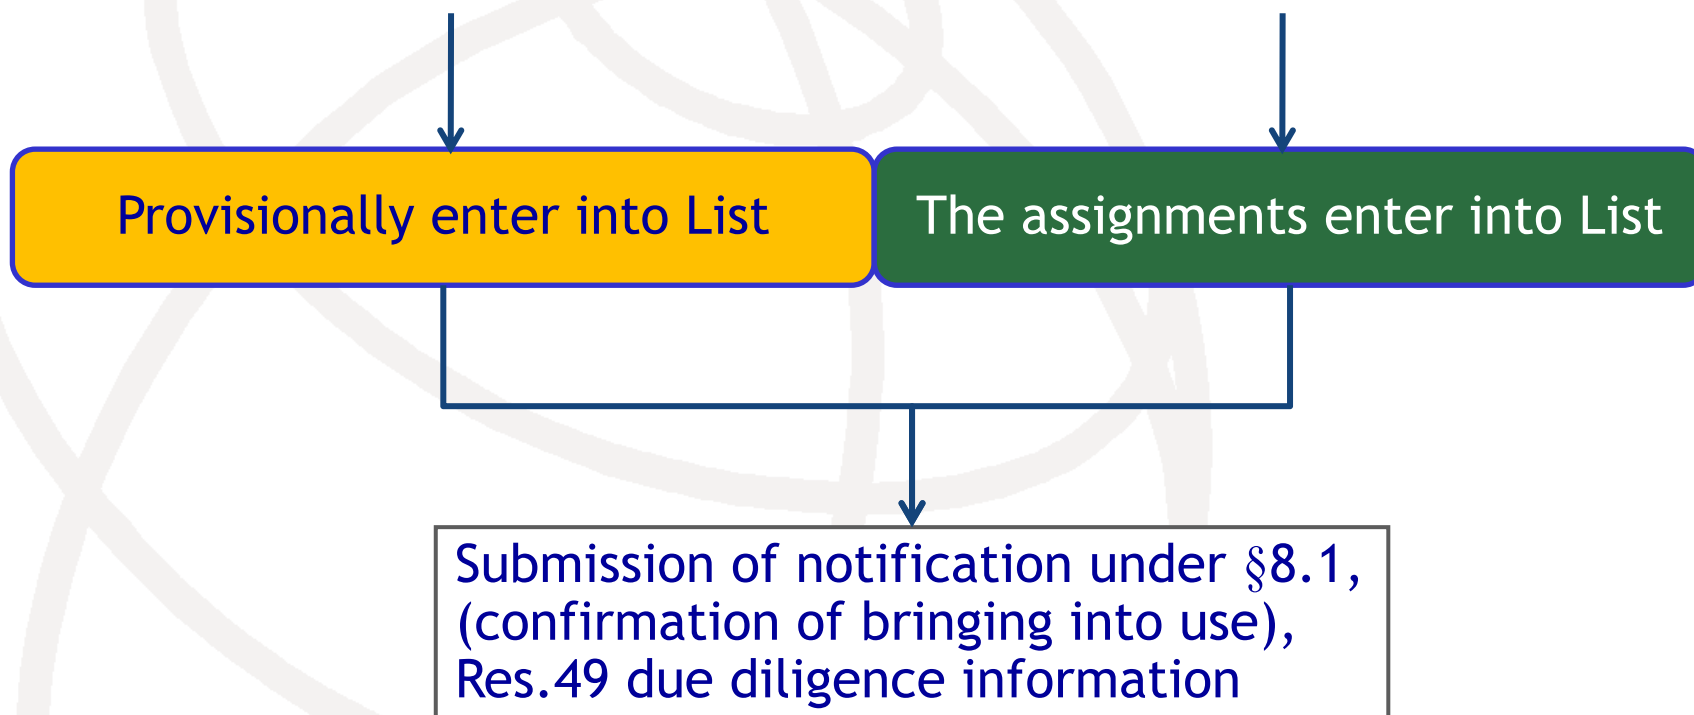 Provisionally enter into List
The assignments enter into List
Submission of notification under §8.1,
(confirmation of bringing into use),
Res.49 due diligence information